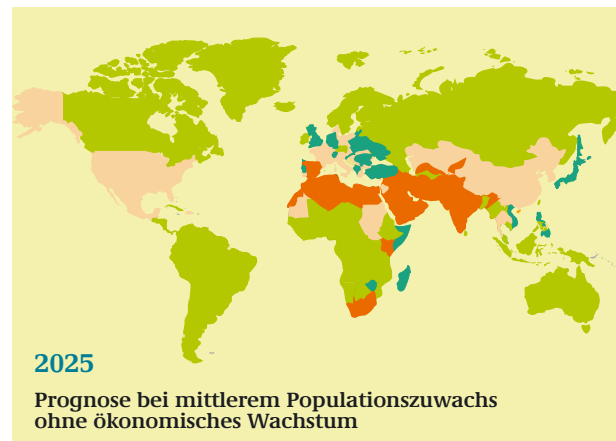 2025
Prognose bei mittlerem Populationszuwachs
ohne ökonomisches Wachstum